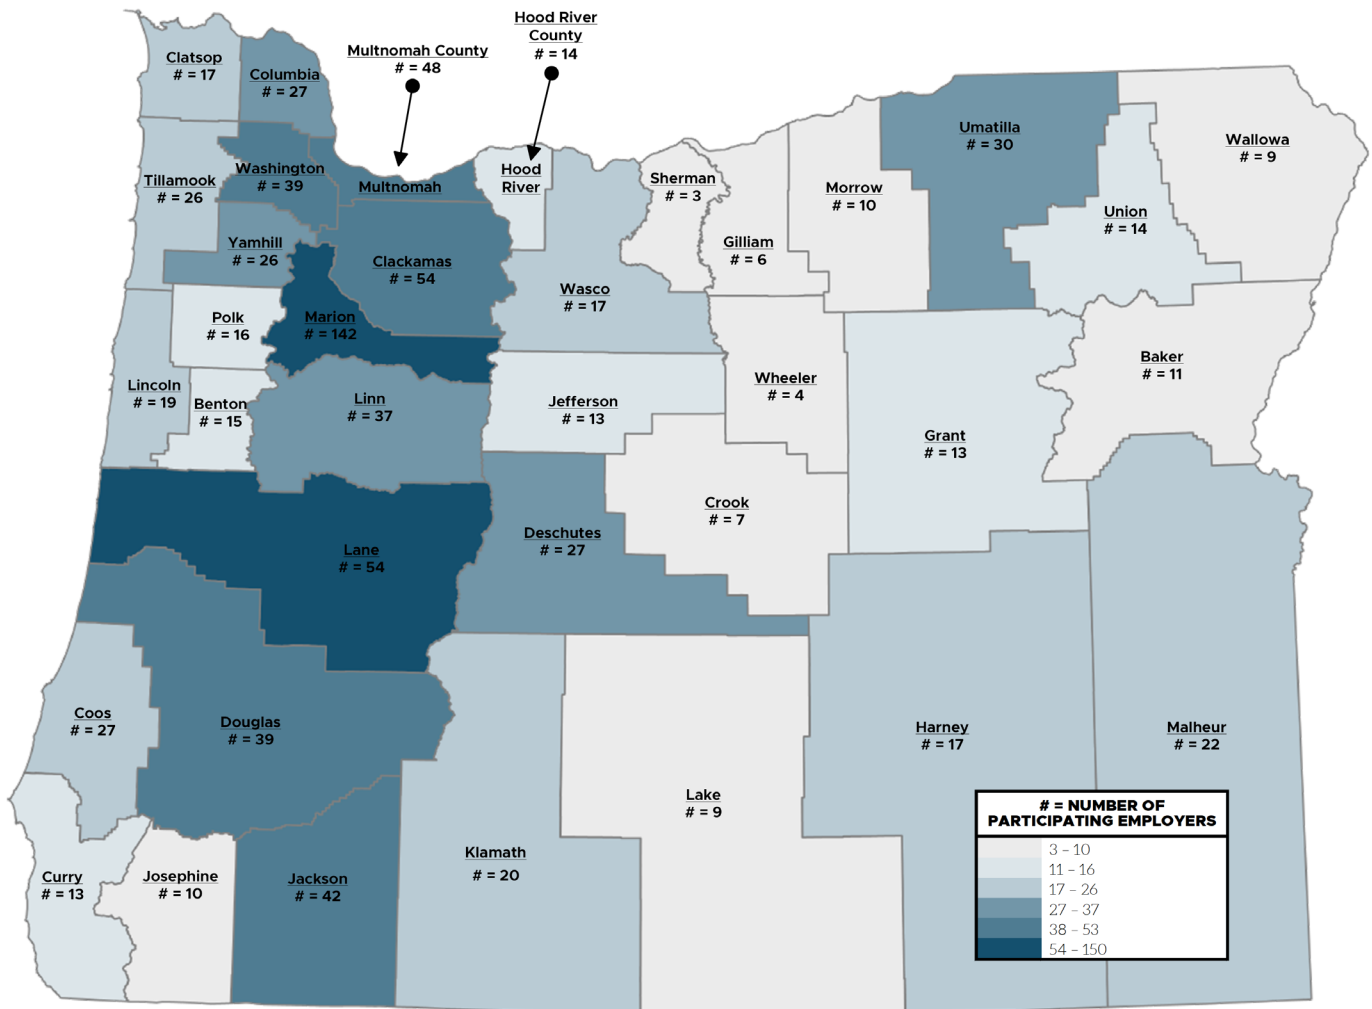 Hood River
County
# = 14
Multnomah County
# = 48
Clatsop
# = 17
Columbia
# = 27
Umatilla
# = 30
Wallowa
# = 9
Washington
# = 39
Tillamook
# = 26
Multnomah
Hood
River
Sherman
# = 3
Morrow
# = 10
Union
# = 14
Yamhill
# = 26
Clackamas
# = 54
Gilliam
# = 6
Wasco
# = 17
Polk
# = 16
Marion
# = 142
Baker
# = 11
Lincoln
# = 19
Benton
# = 15
Linn
# = 37
Jefferson
# = 13
Wheeler
# = 4
Grant
# = 13
Crook
# = 7
Deschutes
# = 27
Lane
# = 54
Coos
# = 27
Douglas
# = 39
Harney
# = 17
Malheur
# = 22
Lake
# = 9
Klamath
# = 20
Curry
# = 13
Josephine
# = 10
Jackson
# = 42
# = NUMBER OF
PARTICIPATING EMPLOYERS
3 – 10
11 – 16
17 – 26
27 – 37
38 – 53
54 – 150